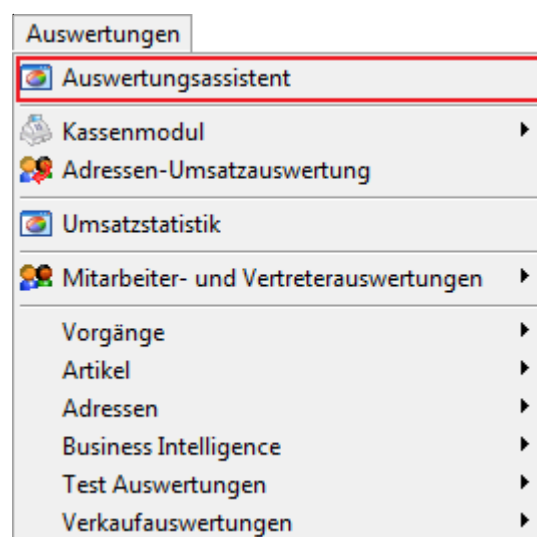 Auswertungen
Auswertungsassistent
Kassenmodul
Adressen-Umsatzauswertung
Umsatzstatistik
Mitarbeiter- und Vertreterauswertungen
Vorgänge
Artikel
Adressen
Business Intelligence
Test Auswertungen
Verkaufauswertungen